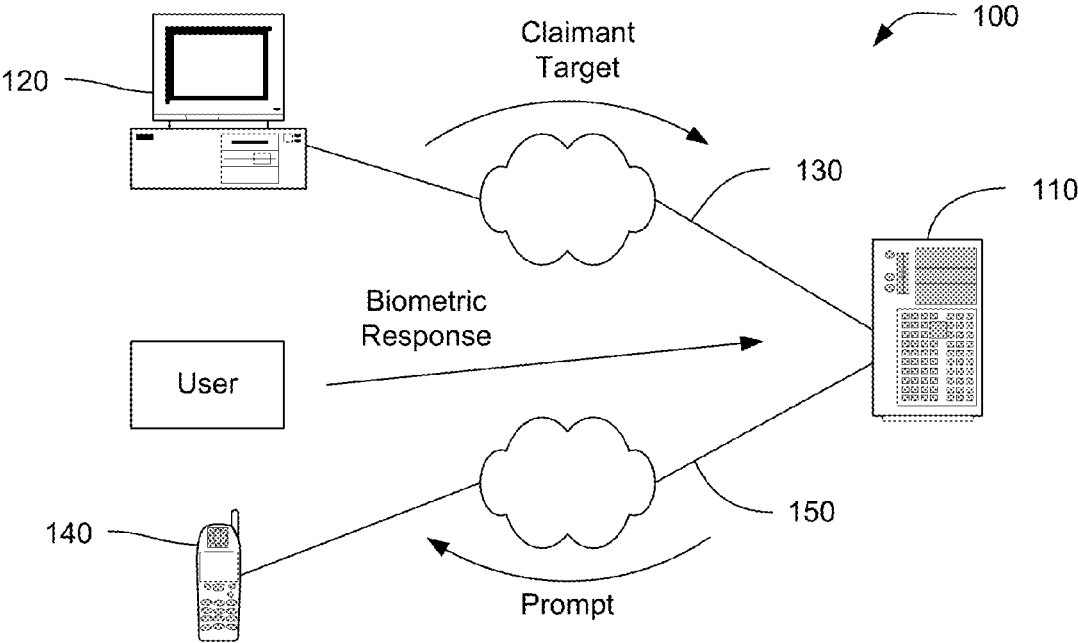 100
Claimant
Target
120
130
110
Biometric
Response
User
150
140
Prompt